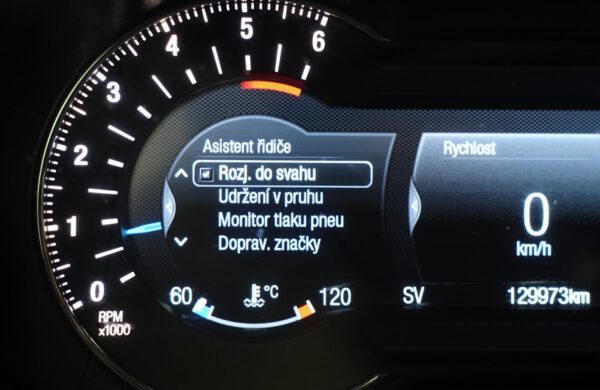 0
1
2
3
4
5
6
RPM
x1000
Asistent řidiče
Rozj. do svahu
Udržení v pruhu
Monitor tlaku pneu
Doprav. značky
60
°C
120
Rychlost
0
km/h
SV
129973km